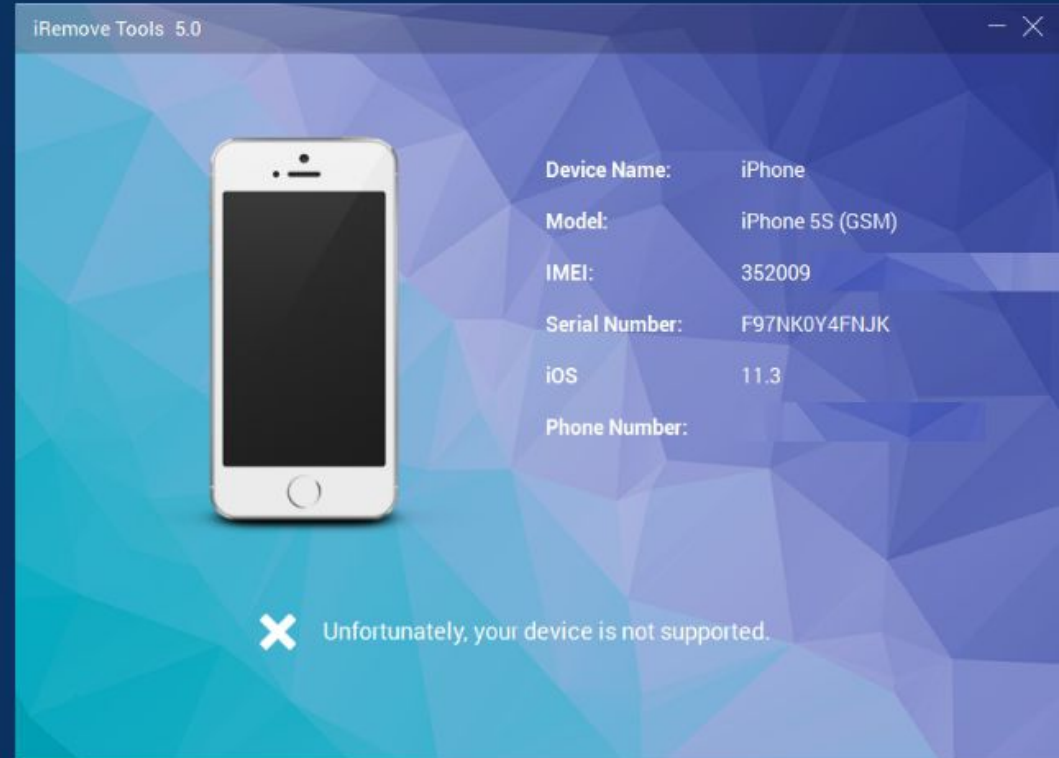 iRemove Tools 5.0
Device Name: iPhone
Model: iPhone 5S (GSM)
IMEI: 352009
Serial Number: F97NK0Y4FNJK
iOS 11.3
Phone Number:
Unfortunately, your device is not supported.